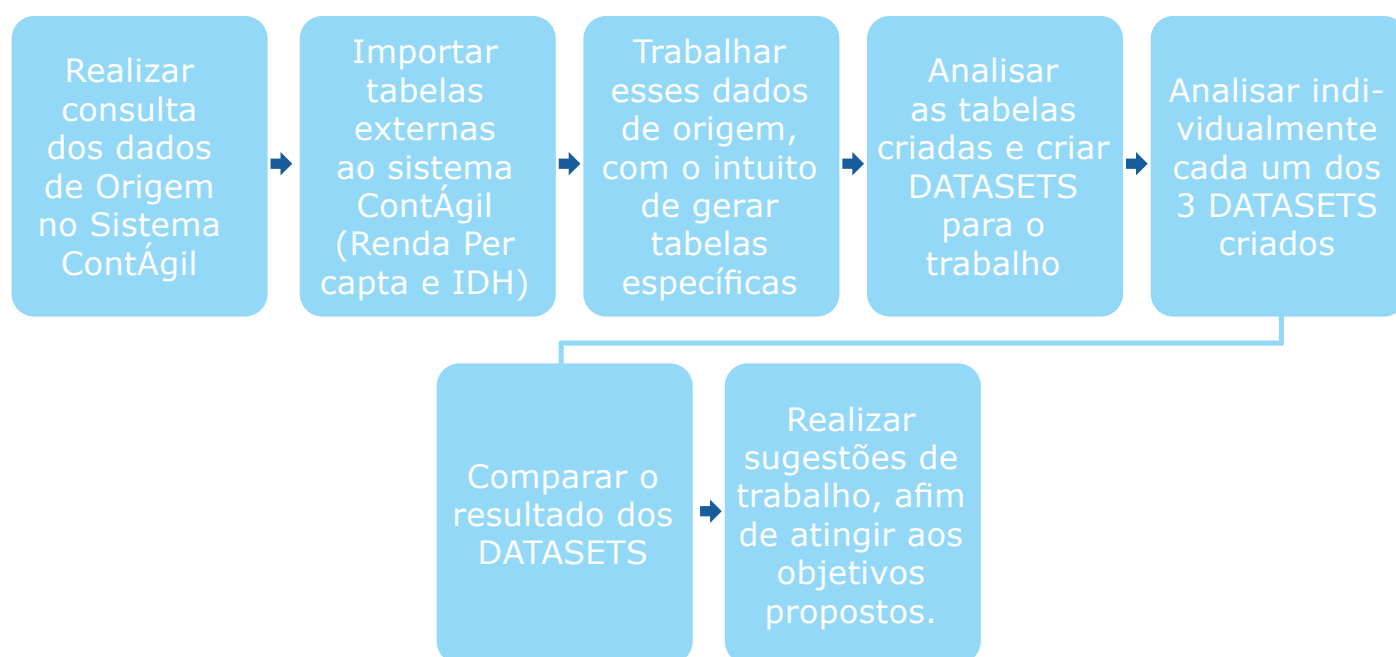 Realizar
consulta
dos dados
de Origem
no Sistema
ContÁgil
Importar
tabelas
externas
ao sistema
ContÁgil
(Renda Per
capta e IDH)
Trabalhar
esses dados
de origem,
com o intuito
de gerar
tabelas
específicas
Analisar
as tabelas
criadas e criar
DATASETS
para o
trabalho
Analisar indi-
vidualmente
cada um dos
3 DATASETS
criados
Comparar o
resultado dos
DATASETS
Realizar
sugestões de
trabalho, afim
de atingir aos
objetivos
propostos.